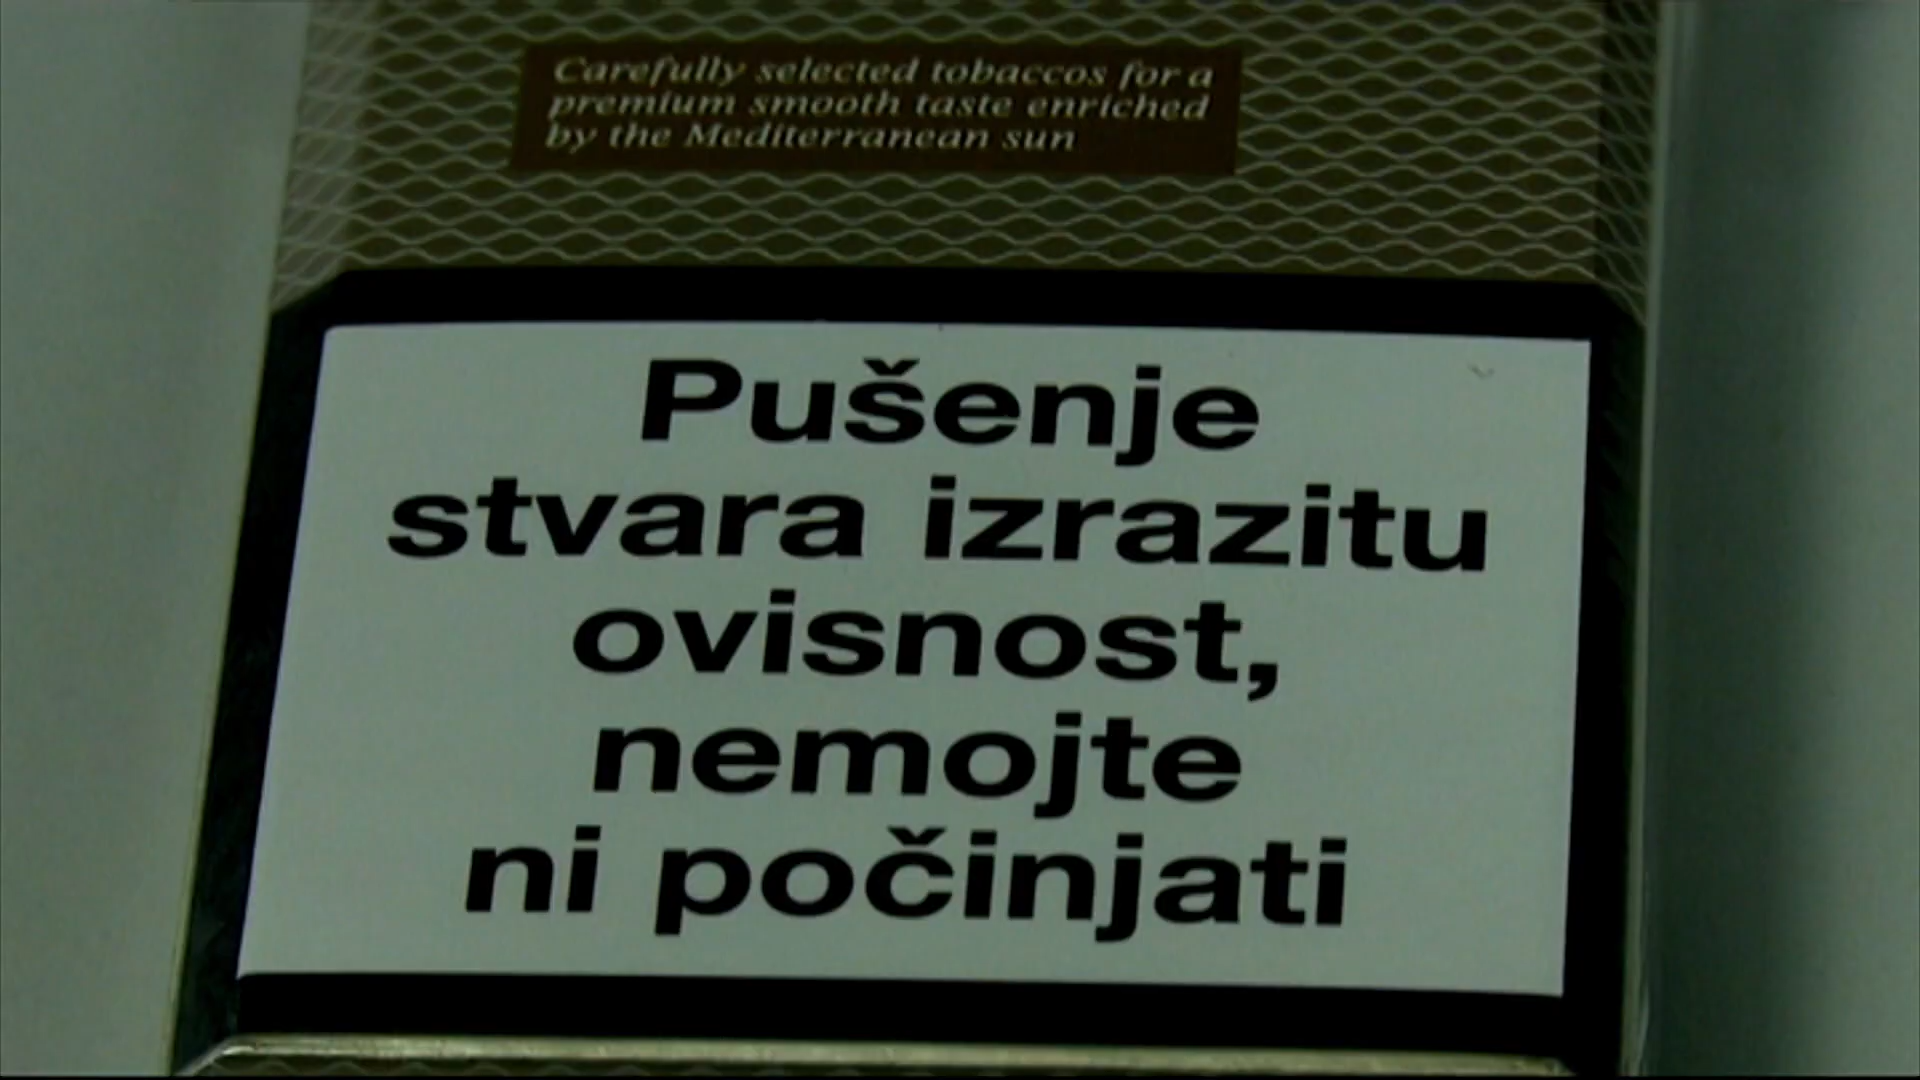 Carefully selected tobaccos for a
premium smooth taste enriched
by the Mediterranean sun
Pušenje
stvara izrazitu
ovisnost,
nemojte
ni počinjati